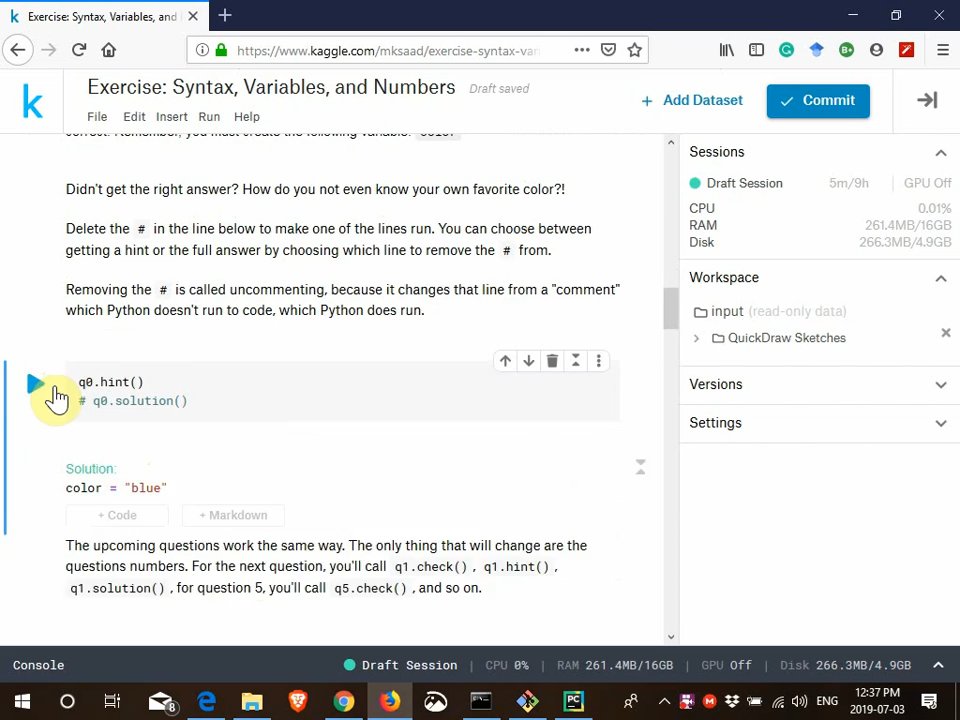 Exercise: Syntax, Variables, and
https://www.kaggle.com/mksaad/exercise-syntax-var
Exercise: Syntax, Variables, and Numbers
Draft saved
File Edit Insert Run Help
+ Add Dataset
Commit
correct. Remember, you must create the following variable: color
Didn't get the right answer? How do you not even know your own favorite color?!
Delete the # in the line below to make one of the lines run. You can choose between
getting a hint or the full answer by choosing which line to remove the # from.
Removing the # is called uncommenting, because it changes that line from a "comment"
which Python doesn't run to code, which Python does run.
q0.hint()
# q0.solution()
Solution:
color = "blue"
+ Code + Markdown
The upcoming questions work the same way. The only thing that will change are the
questions numbers. For the next question, you'll call q1.check(), q1.hint(),
q1.solution(), for question 5, you'll call q5.check(), and so on.
Sessions
Draft Session 5m/9h GPU Off
CPU 0.01%
RAM 261.4MB/16GB
Disk 266.3MB/4.9GB
Workspace
input (read-only data)
QuickDraw Sketches
Versions
Settings
Console Draft Session CPU 0% RAM 261.4MB/16GB GPU Off Disk 266.3MB/4.9GB
8
ENG
12:37 PM
2019-07-03